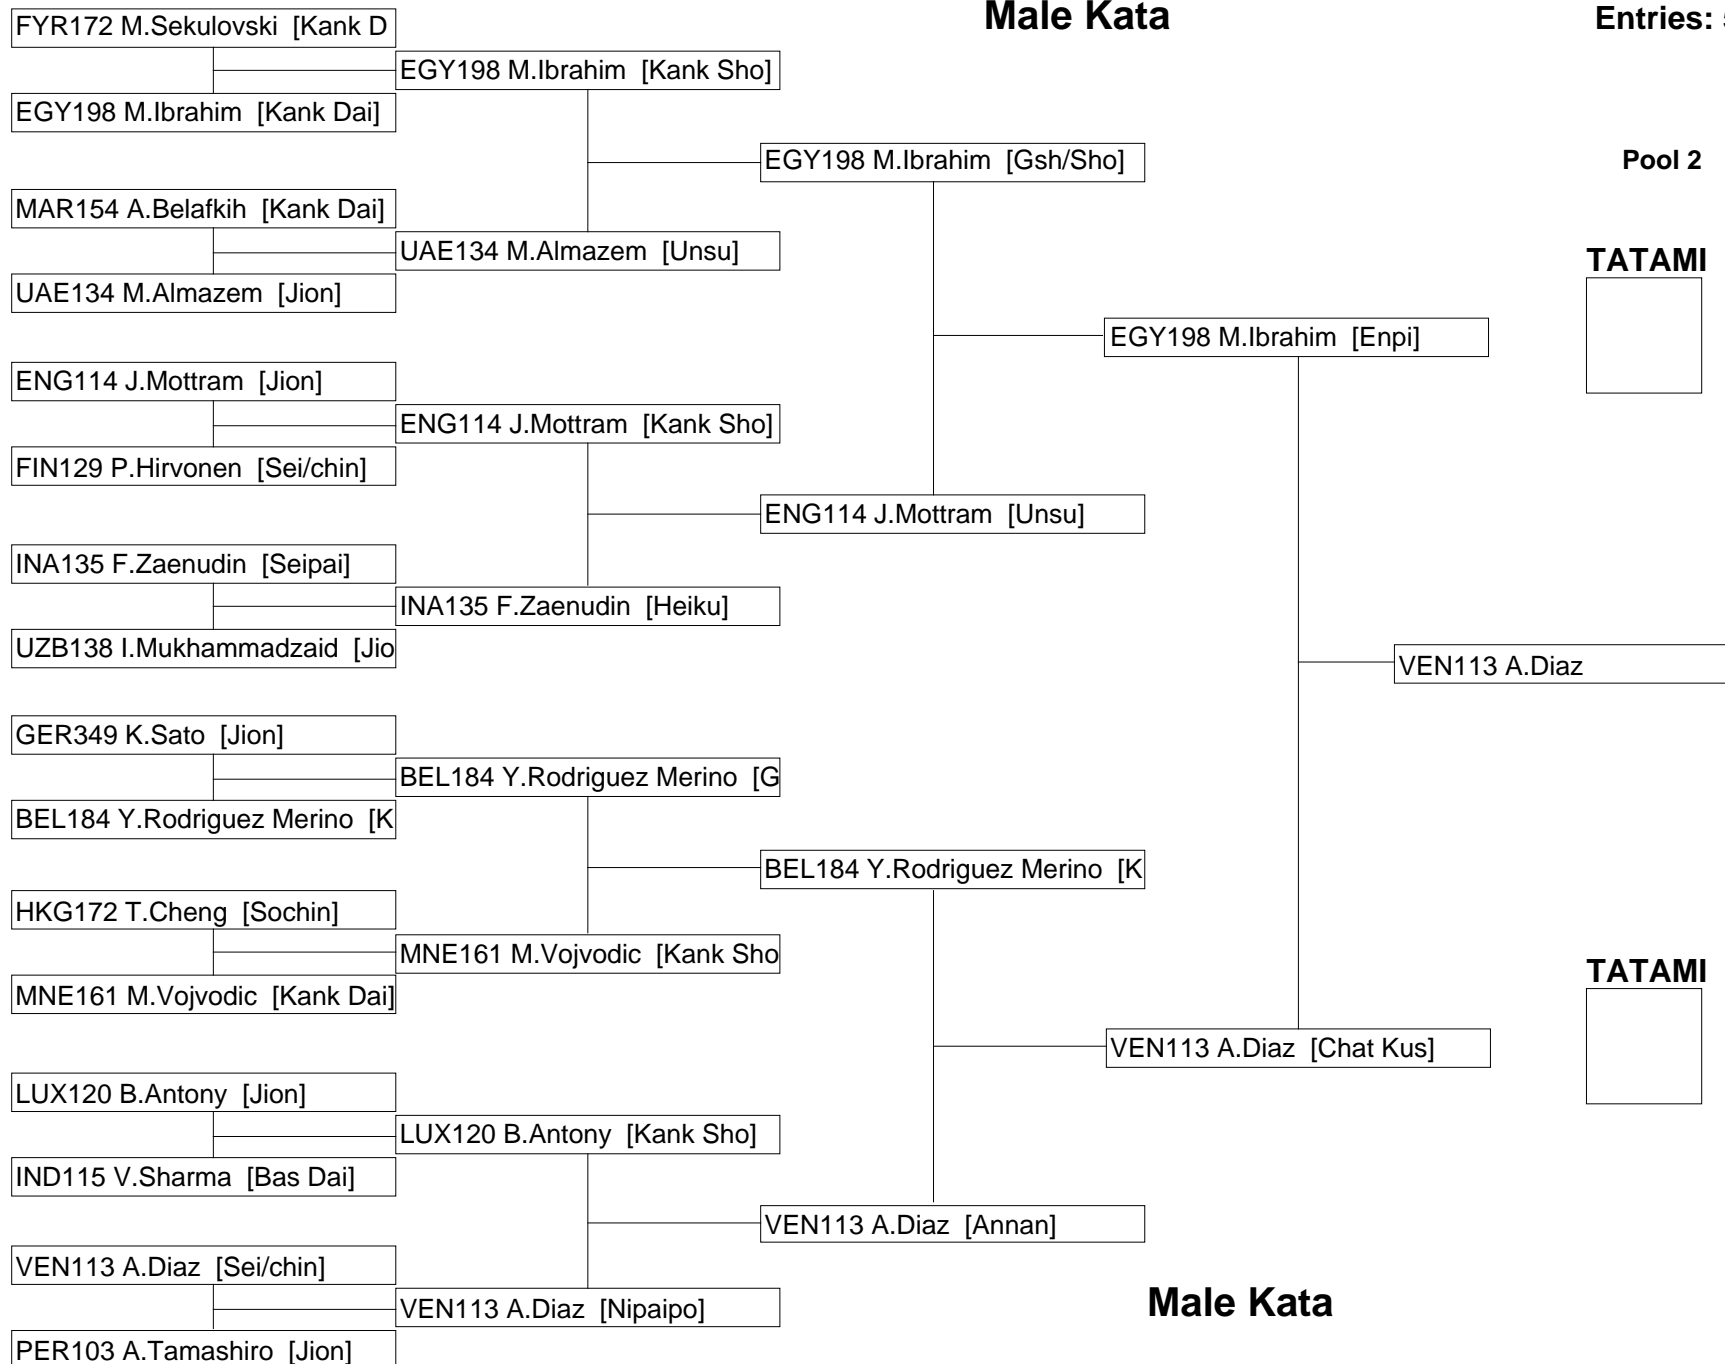 Male Kata
Entries: 5
FYR172 M.Sekulovski [Kank D
EGY198 M.Ibrahim [Kank Sho]
EGY198 M.Ibrahim [Kank Dai]
EGY198 M.Ibrahim [Gsh/Sho]
Pool 2
MAR154 A.Belafkih [Kank Dai]
UAE134 M.Almazem [Unsu]
TATAMI
UAE134 M.Almazem [Jion]
EGY198 M.Ibrahim [Enpi]
ENG114 J.Mottram [Jion]
ENG114 J.Mottram [Kank Sho]
FIN129 P.Hirvonen [Sei/chin]
ENG114 J.Mottram [Unsu]
INA135 F.Zaenudin [Seipai]
INA135 F.Zaenudin [Heiku]
UZB138 I.Mukhammadzaid [Jio
VEN113 A.Diaz
GER349 K.Sato [Jion]
BEL184 Y.Rodriguez Merino [G
BEL184 Y.Rodriguez Merino [K
BEL184 Y.Rodriguez Merino [K
HKG172 T.Cheng [Sochin]
MNE161 M.Vojvodic [Kank Sho
TATAMI
MNE161 M.Vojvodic [Kank Dai]
VEN113 A.Diaz [Chat Kus]
LUX120 B.Antony [Jion]
LUX120 B.Antony [Kank Sho]
IND115 V.Sharma [Bas Dai]
VEN113 A.Diaz [Annan]
VEN113 A.Diaz [Sei/chin]
VEN113 A.Diaz [Nipaipo]
Male Kata
PER103 A.Tamashiro [Jion]